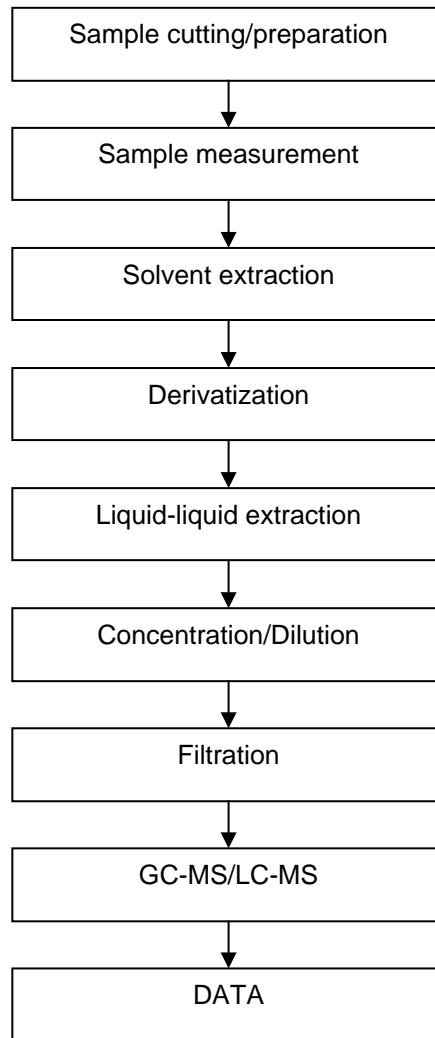 Sample cutting/preparation
Sample measurement
Solvent extraction
Derivatization
Liquid-liquid extraction
Concentration/Dilution
Filtration
GC-MS/LC-MS
DATA